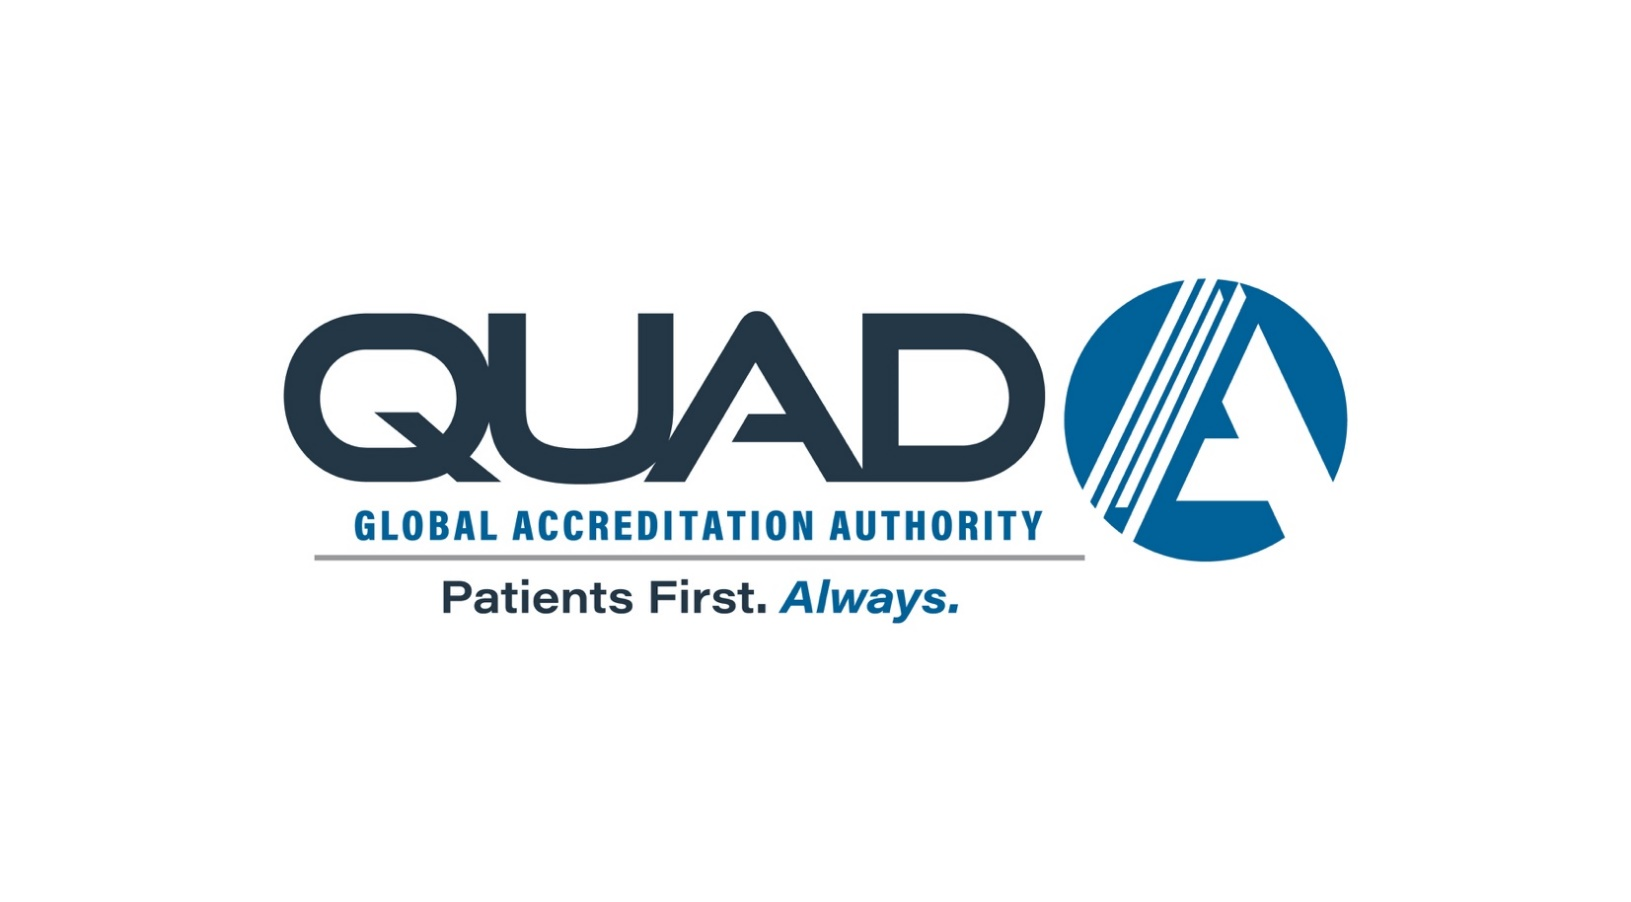 QUAD A
GLOBAL ACCREDITATION AUTHORITY
Patients First. Always.